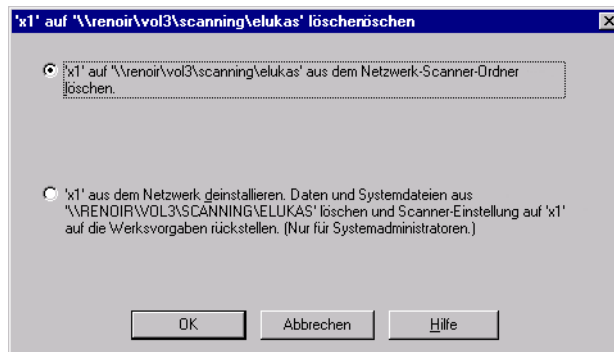 'x1' auf '\\renoir\vol3\scanning\elukas' löschenöschen
'x1' auf '\\renoir\vol3\scanning\elukas' aus dem Netzwerk-Scanner-Ordner
löschen.
'x1' aus dem Netzwerk deinstallieren. Daten und Systemdateien aus
'\\RENOIR\VOL3\SCANNING\ELUKAS' löschen und Scanner-Einstellung auf 'x1'
auf die Werksvorgaben rückstellen. (Nur für Systemadministratoren.)
OK Abbrechen Hilfe